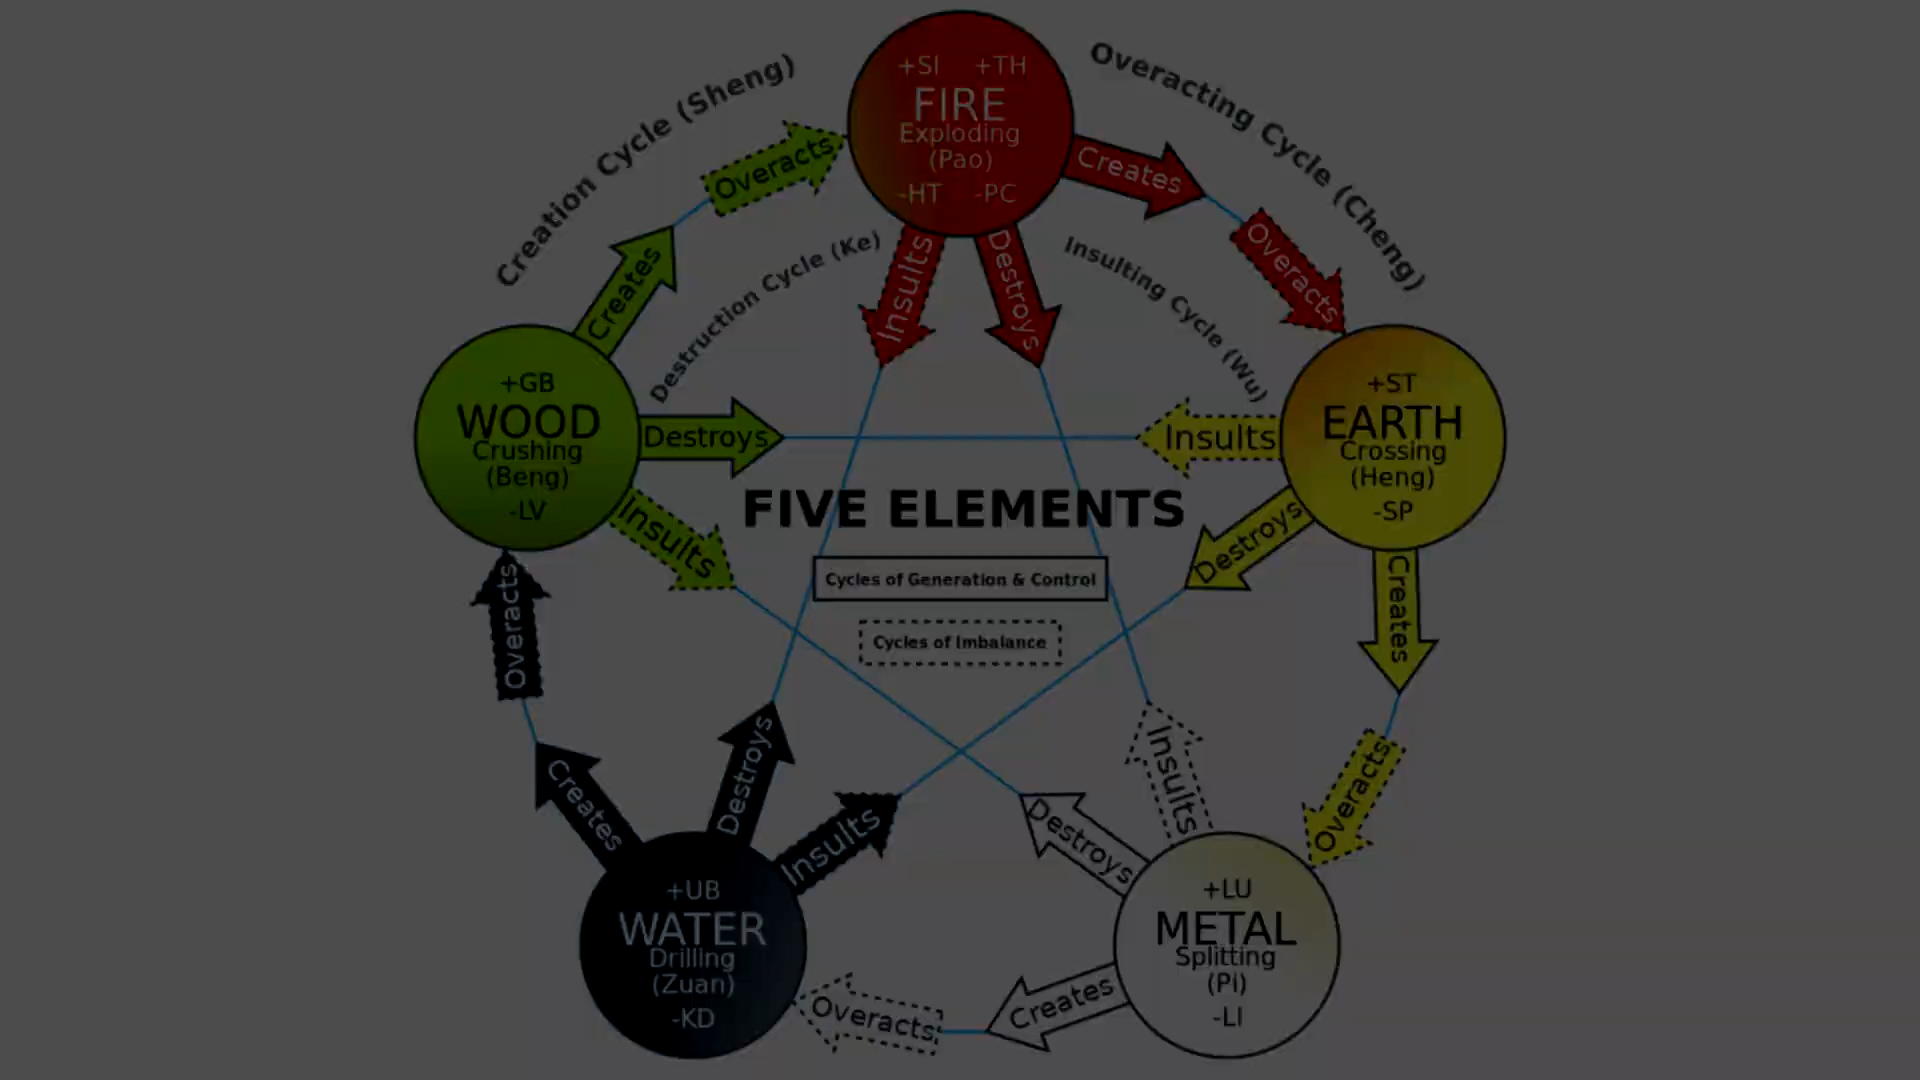 Creation Cycle (Sheng)
Overacting Cycle (Cheng)
Destruction Cycle (Ke)
Insulting Cycle (Wu)
+SI +TH
FIRE
Exploding
(Pao)
-HT -PC
Creates
Overacts
Insults
Destroys
+GB
WOOD
Crushing
(Beng)
-LV
Creates
Overacts
Destroys
Insults
+ST
EARTH
Crossing
(Heng)
-SP
Insults
Destroys
Creates
Overacts
FIVE ELEMENTS
Cycles of Generation & Control
Cycles of Imbalance
+UB
WATER
Drilling
(Zuan)
-KD
Overacts
Creates
Destroys
Insults
+LU
METAL
Splitting
(Pi)
-LI
Insults
Destroys
Creates
Overacts